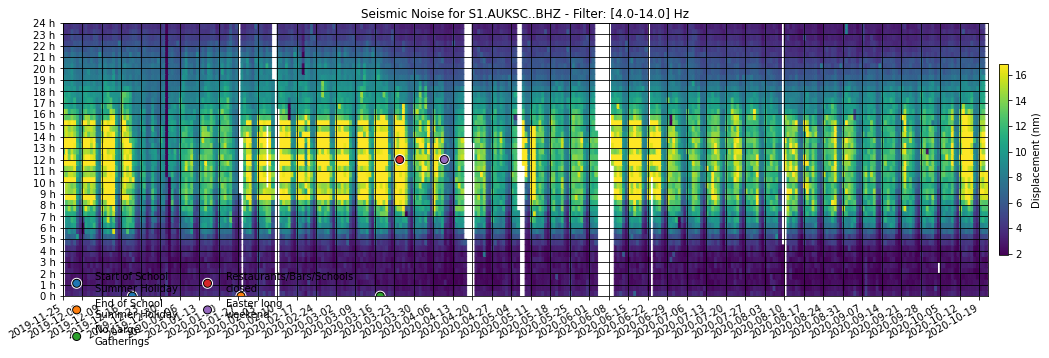 Seismic Noise for S1.AUKSC..BHZ - Filter: [4.0-14.0] Hz
24 h
23 h
22 h
21 h
20 h
19 h
18 h
17 h
16 h
15 h
14 h
13 h
12 h
11 h
10 h
9 h
8 h
7 h
6 h
5 h
4 h
3 h
2 h
1 h
0 h
16
14
12
10
8
6
4
2
Displacement (nm)
Start of School
Summer Holiday
End of School
Summer Holiday
No Large
Gatherings
Restaurants/Bars/Schools
closed
Easter long
weekend
2019-11-25
2020-02-24
2020-03-02
2020-03-09
2020-03-16
2020-03-23
2020-03-30
2020-04-06
2020-04-13
2020-04-20
2020-04-27
2020-05-04
2020-05-11
2020-05-18
2020-05-25
2020-06-01
2020-06-08
2020-06-15
2020-06-22
2020-06-29
2020-07-06
2020-07-13
2020-07-20
2020-07-27
2020-08-03
2020-08-10
2020-08-17
2020-08-24
2020-08-31
2020-09-07
2020-09-14
2020-09-21
2020-09-28
2020-10-05
2020-10-12
2020-10-19